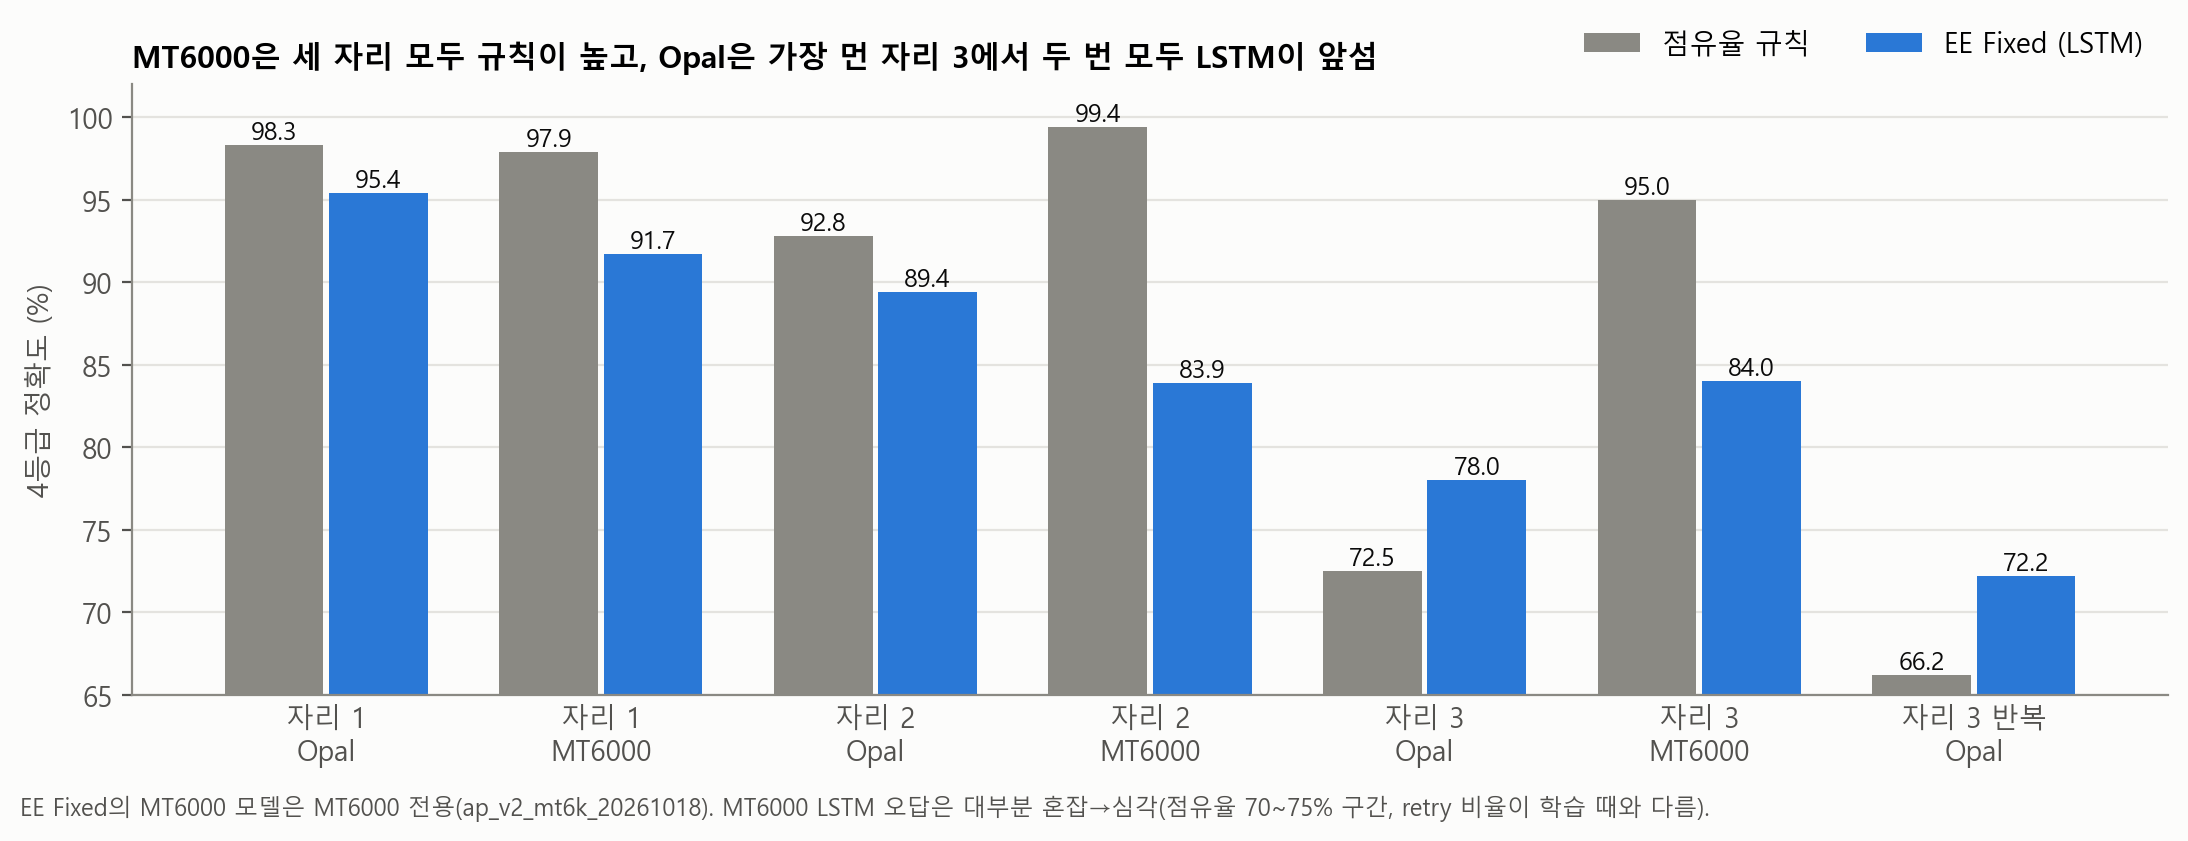 MT6000은 세 자리 모두 규칙이 높고, Opal은 가장 먼 자리 3에서 두 번 모두 LSTM이 앞섬
점유율 규칙
EE Fixed (LSTM)
4등급 정확도 (%)
100
95
90
85
80
75
70
65
98.3
95.4
97.9
91.7
92.8
89.4
99.4
83.9
72.5
78.0
95.0
84.0
66.2
72.2
자리 1
Opal
자리 1
MT6000
자리 2
Opal
자리 2
MT6000
자리 3
Opal
자리 3
MT6000
자리 3 반복
Opal
EE Fixed의 MT6000 모델은 MT6000 전용(ap_v2_mt6k_20261018). MT6000 LSTM 오답은 대부분 혼잡→심각(점유율 70~75% 구간, retry 비율이 학습 때와 다름).